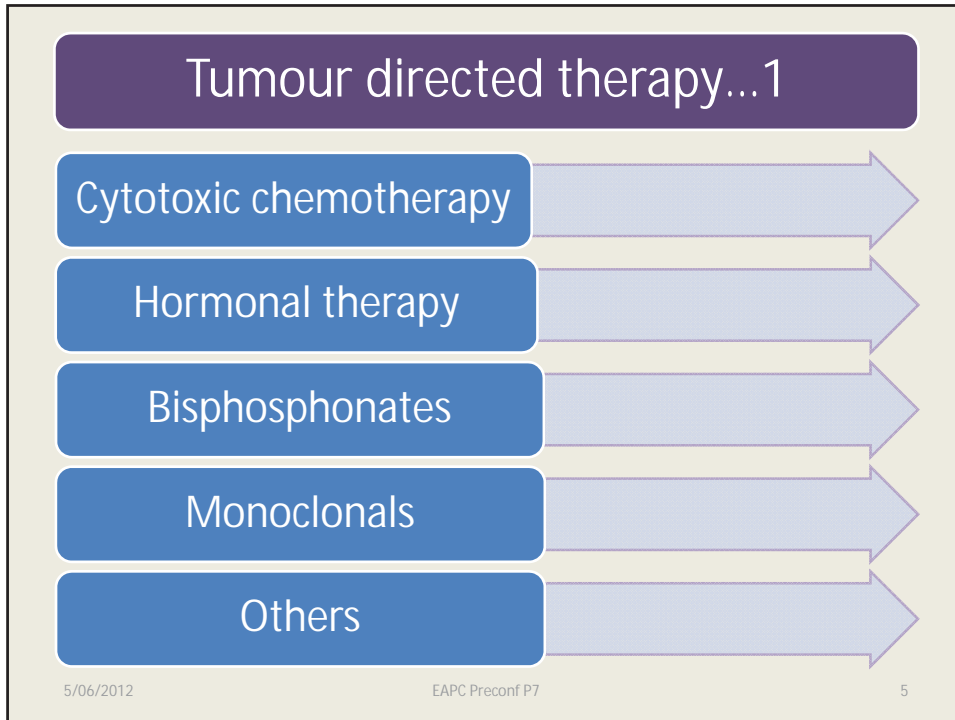 Tumour directed therapy...1
Cytotoxic chemotherapy
Hormonal therapy
Bisphosphonates
Monoclonals
Others
5/06/2012 EAPC Preconf P7 5